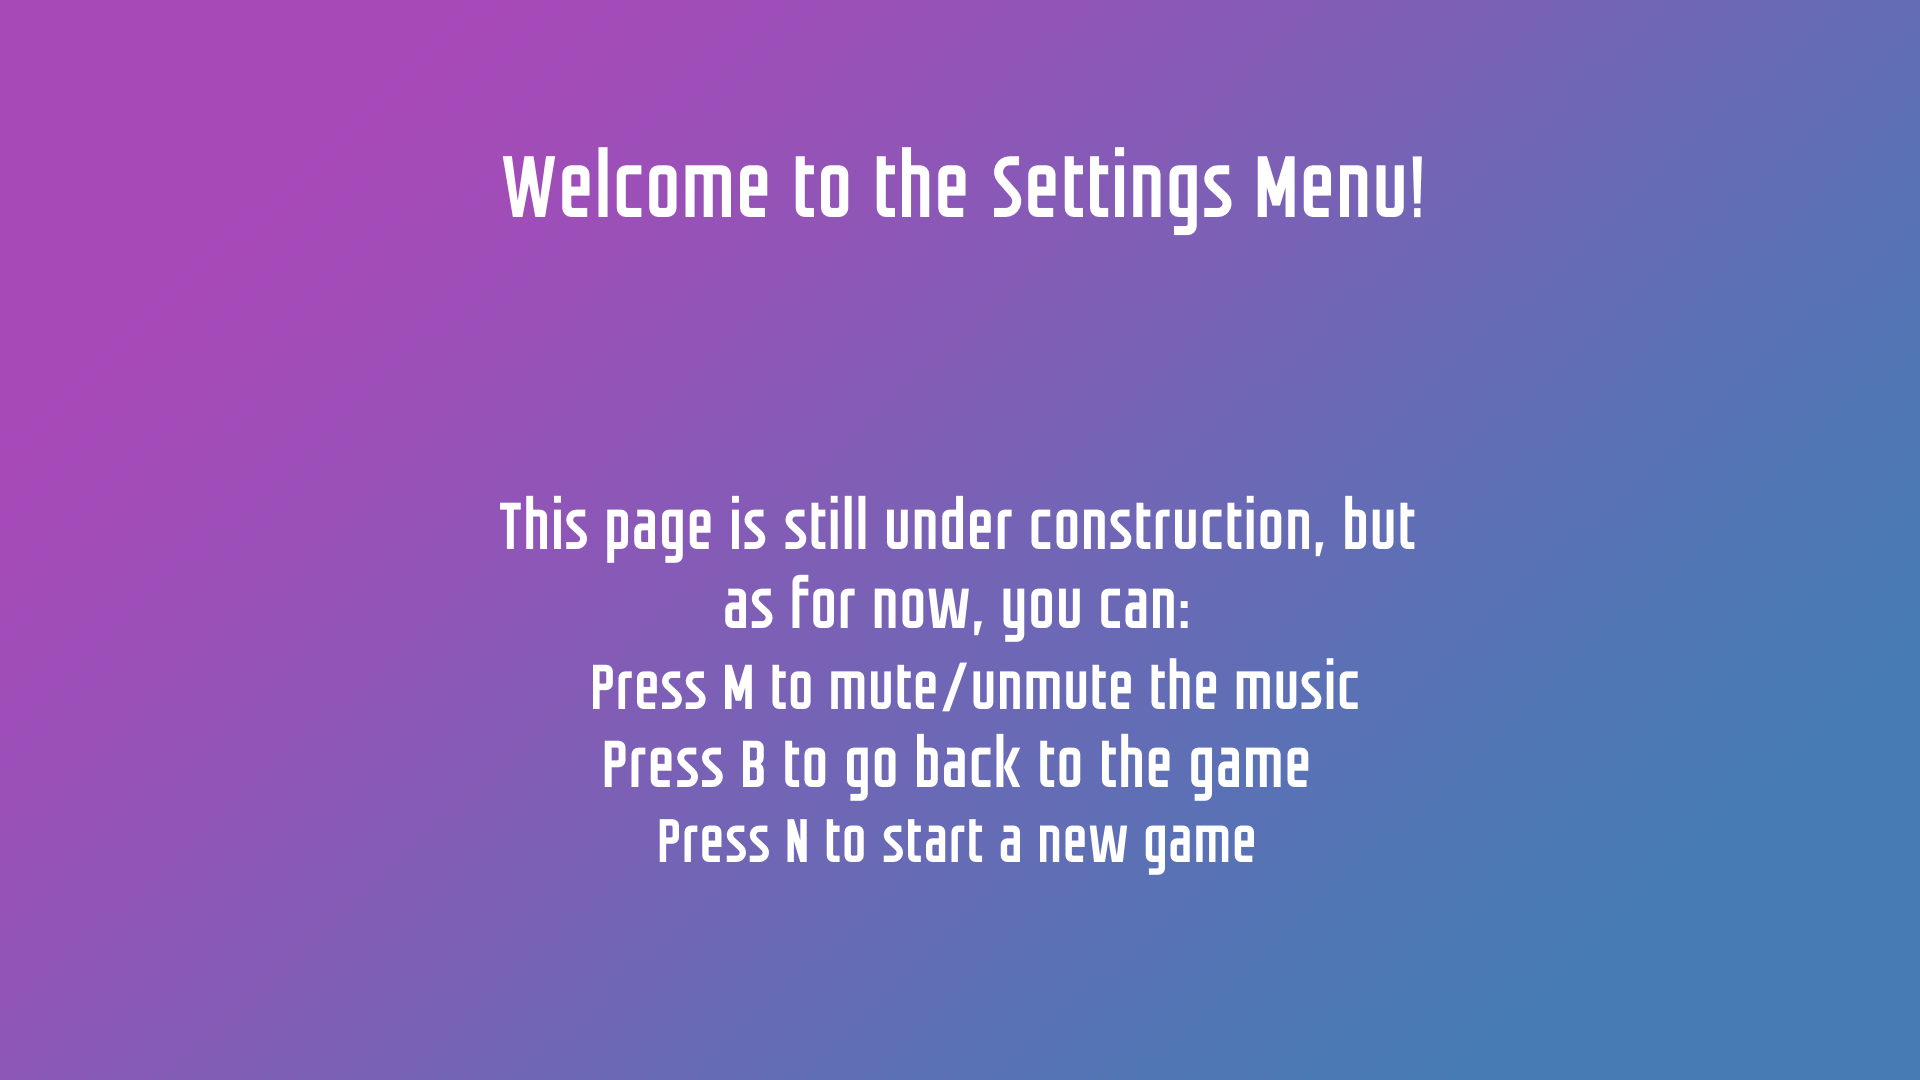 Welcome to the Settings Menu!
This page is still under construction, but
as for now, you can:
Press M to mute/unmute the music
Press B to go back to the game
Press N to start a new game